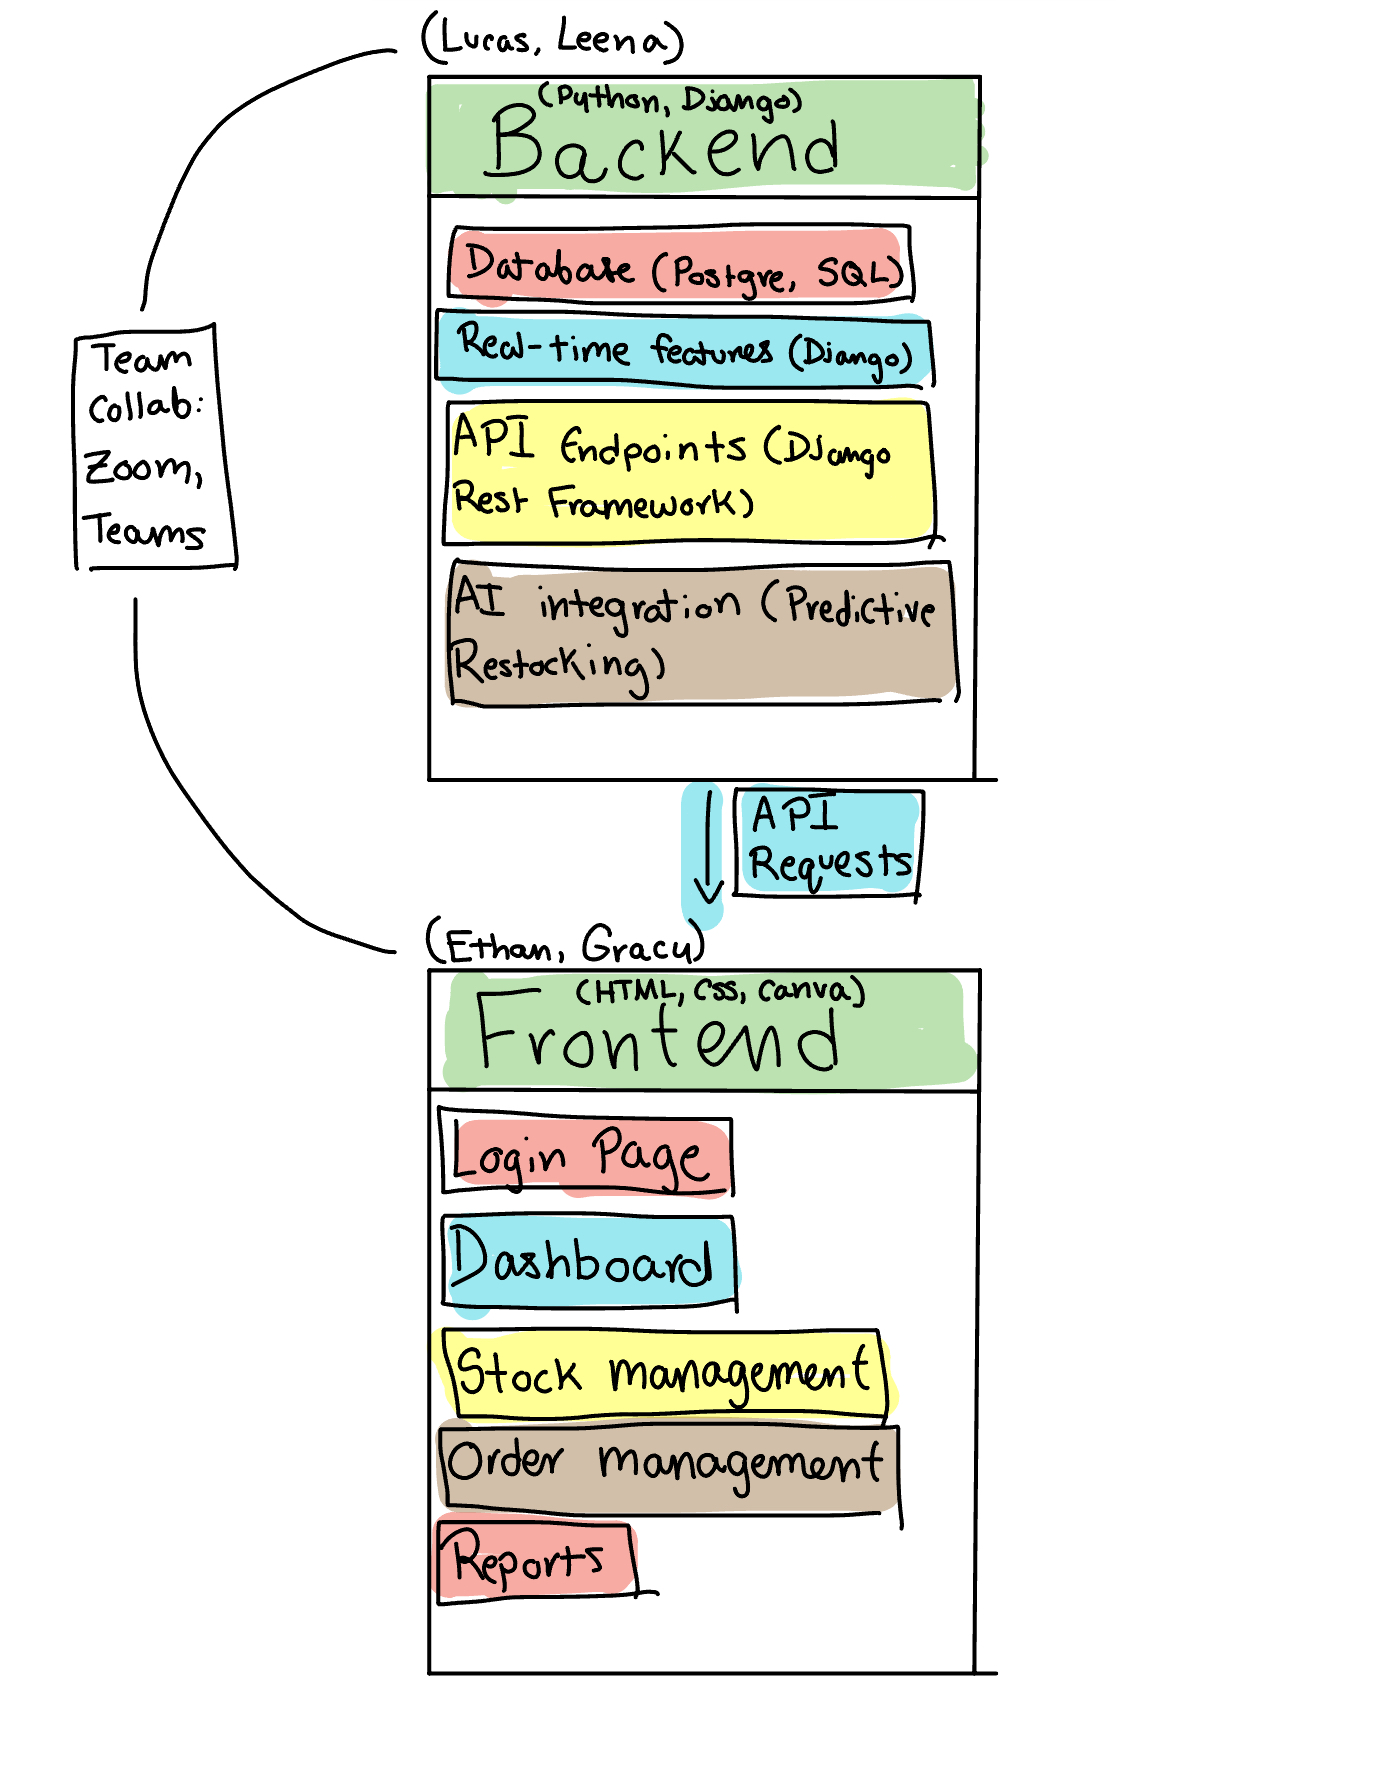 (Lucas, Leena)
(Python, Django)
Backend
Database (Postgre, SQL)
Real-time features (Django)
API Endpoints (Django
Rest Framework)
AI integration (Predictive
Restocking)
Team
Collab:
Zoom,
Teams
API
Requests
(Ethan, Gracy)
(HTML, CSS, Canva)
Frontend
Login Page
Dashboard
Stock management
Order management
Reports